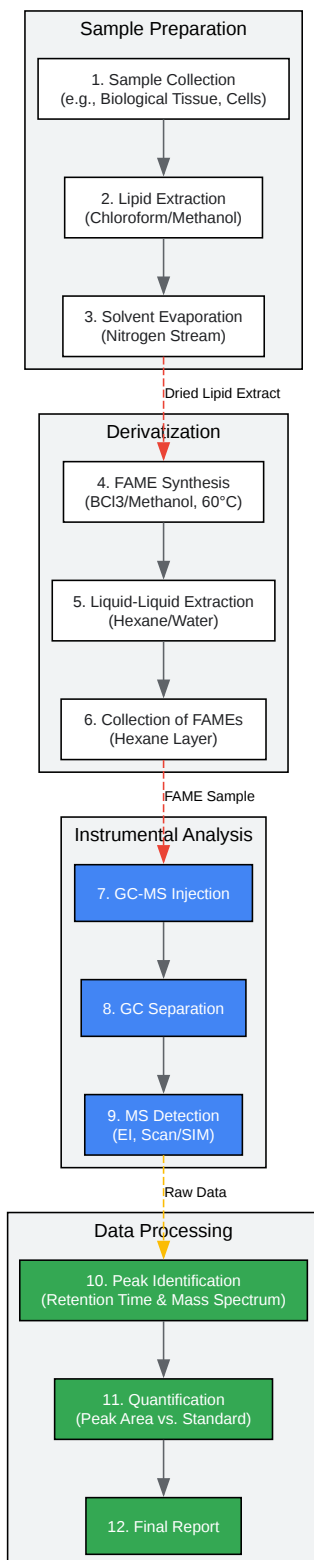 Sample Preparation
1. Sample Collection
(e.g., Biological Tissue, Cells)
2. Lipid Extraction
(Chloroform/Methanol)
3. Solvent Evaporation
(Nitrogen Stream)
Dried Lipid Extract
Derivatization
4. FAME Synthesis
(BCl3/Methanol, 60°C)
5. Liquid-Liquid Extraction
(Hexane/Water)
6. Collection of FAMEs
(Hexane Layer)
FAME Sample
Instrumental Analysis
7. GC-MS Injection
8. GC Separation
9. MS Detection
(EI, Scan/SIM)
Raw Data
Data Processing
10. Peak Identification
(Retention Time & Mass Spectrum)
11. Quantification
(Peak Area vs. Standard)
12. Final Report